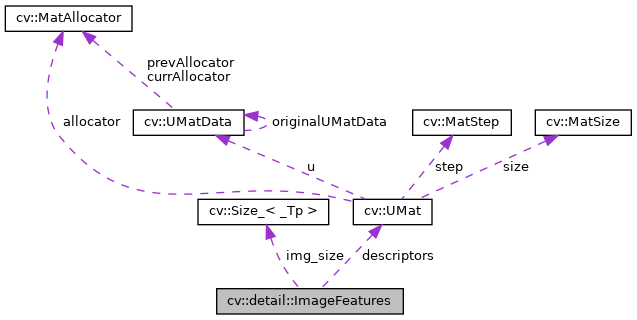 cv::MatAllocator
prevAllocator
currAllocator
allocator
cv::UMatData
originalUMatData
cv::MatStep
cv::MatSize
u
step
size
cv::Size_< _Tp >
cv::UMat
img_size
descriptors
cv::detail::ImageFeatures